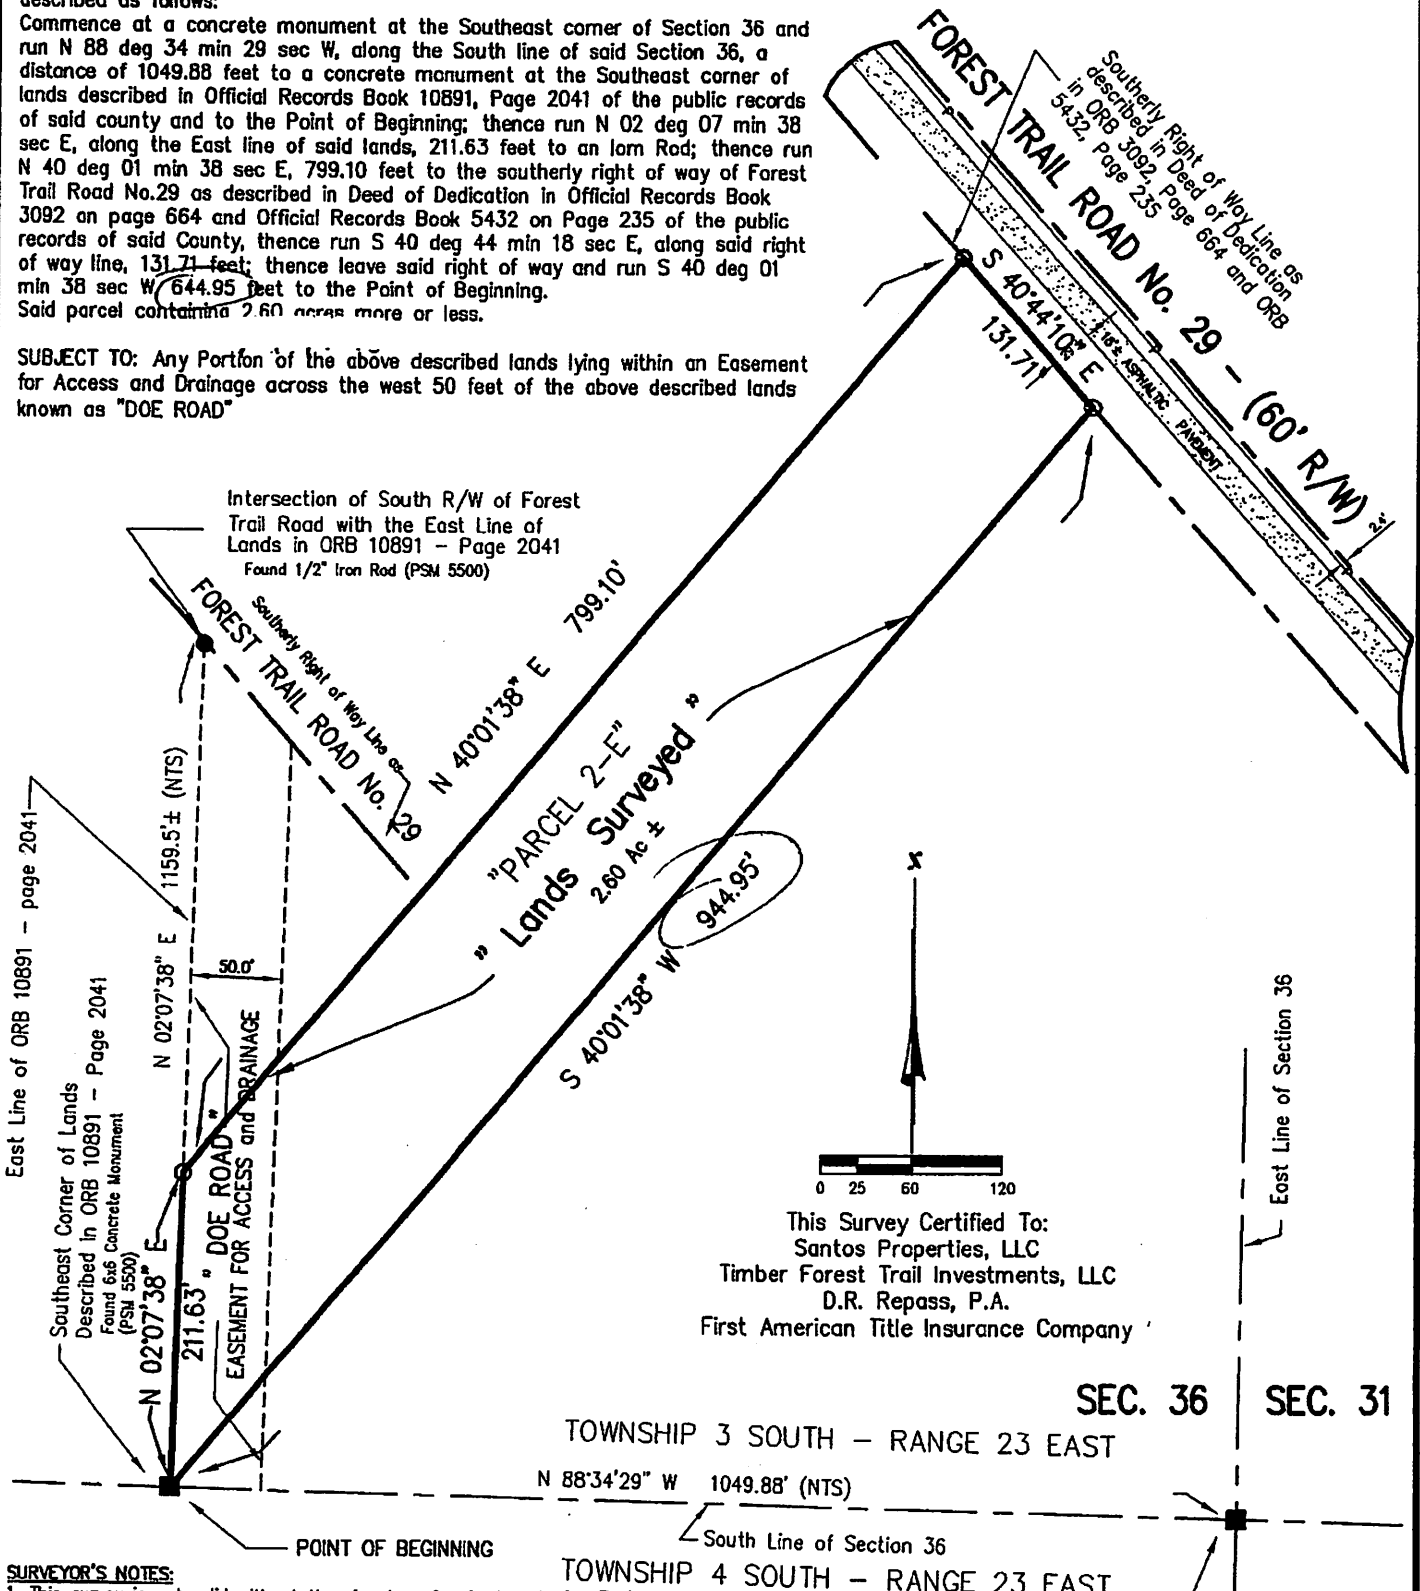 described as follows:
Commence at a concrete monument at the Southeast corner of Section 36 and
run N 88 deg 34 min 29 sec W, along the South line of said Section 36, a
distance of 1049.88 feet to a concrete monument at the Southeast corner of
lands described in Official Records Book 10891, Page 2041 of the public records
of said county and to the Point of Beginning; thence run N 02 deg 07 min 38
sec E, along the East line of said lands, 211.63 feet to an Iorn Rod; thence run
N 40 deg 01 min 38 sec E, 799.10 feet to the southerly right of way of Forest
Trail Road No.29 as described in Deed of Dedication in Official Records Book
3092 on page 664 and Official Records Book 5432 on Page 235 of the public
records of said County, thence run S 40 deg 44 min 18 sec E, along said right
of way line, 131.71 feet; thence leave said right of way and run S 40 deg 01
min 38 sec W 644.95 feet to the Point of Beginning.
Said parcel containing 2.60 acres more or less.
SUBJECT TO: Any Portion of the above described lands lying within an Easement
for Access and Drainage across the west 50 feet of the above described lands
known as "DOE ROAD"
Southerly Right of Way Line as
described in Deed of Dedication
in ORB 3092, Page 664 and ORB
5432, Page 235
FOREST TRAIL ROAD No. 29 - (60' R/W)
S 40°44'10" E
131.71'
16'± ASPHALTIC PAVEMENT
2.4'
Intersection of South R/W of Forest
Trail Road with the East Line of
Lands in ORB 10891 - Page 2041
Found 1/2" Iron Rod (PSM 5500)
Southerly Right of Way Line as
FOREST TRAIL ROAD No. 29
N 40°01'38" E 799.10'
"PARCEL 2-E"
" Lands Surveyed "
2.60 Ac ±
944.95'
S 40°01'38" W
East Line of ORB 10891 - page 2041
N 02°07'38" E 1159.5'± (NTS)
50.0'
Southeast Corner of Lands
Described in ORB 10891 - Page 2041
Found 6x6 Concrete Monument
(PSM 5500)
N 02°07'38" E
211.63'
" DOE ROAD "
EASEMENT FOR ACCESS and DRAINAGE
0 25 60 120
This Survey Certified To:
Santos Properties, LLC
Timber Forest Trail Investments, LLC
D.R. Repass, P.A.
First American Title Insurance Company
East Line of Section 36
SEC. 36 SEC. 31
TOWNSHIP 3 SOUTH - RANGE 23 EAST
N 88°34'29" W 1049.88' (NTS)
South Line of Section 36
POINT OF BEGINNING
TOWNSHIP 4 SOUTH - RANGE 23 EAST
SURVEYOR'S NOTES: